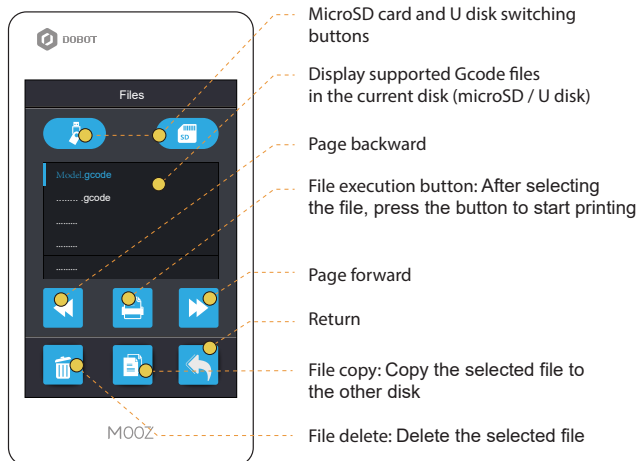 DOBOT
Files
SD
Model.gcode
........ .gcode
.........
.........
.........
MOOZ
MicroSD card and U disk switching
buttons
Display supported Gcode files
in the current disk (microSD / U disk)
Page backward
File execution button: After selecting
the file, press the button to start printing
Page forward
Return
File copy: Copy the selected file to
the other disk
File delete: Delete the selected file